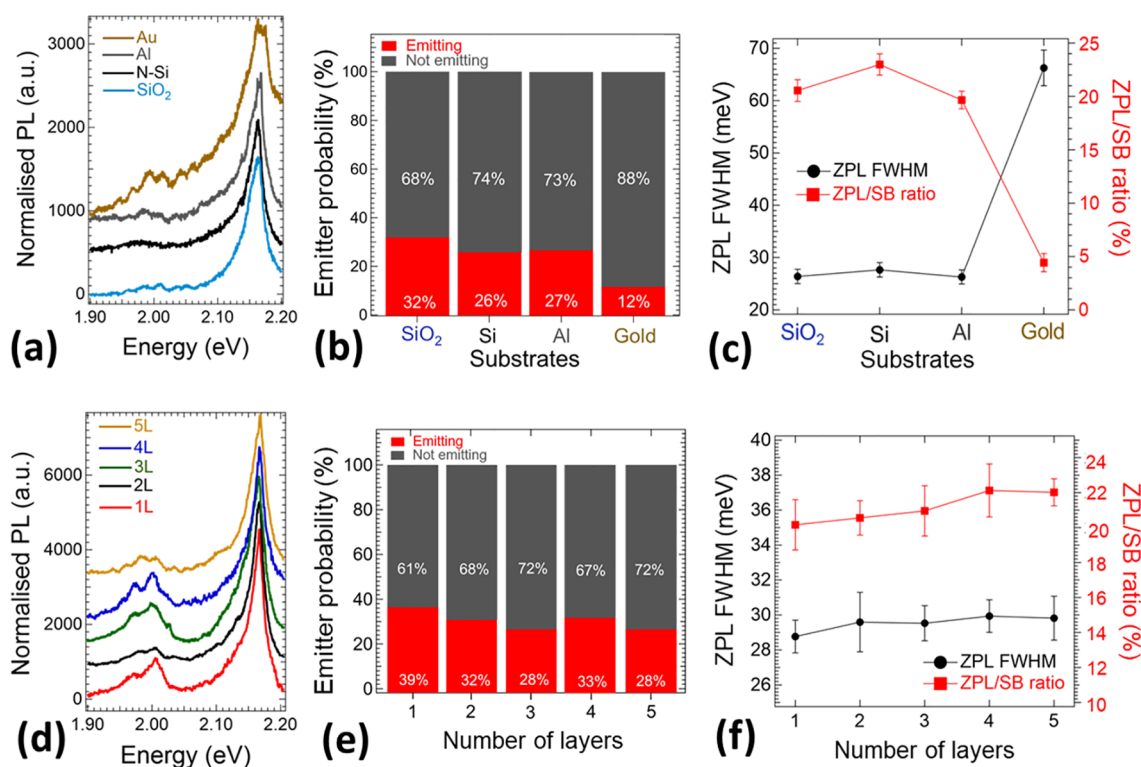 Normalised PL (a.u.)
3000
2000
1000
0
Au
Al
N-Si
SiO₂
1.90
2.00
2.10
2.20
Energy (eV)
(a)
Emitter probability (%)
Emitting
Not emitting
100
80
60
40
20
0
68%
74%
73%
88%
32%
26%
27%
12%
SiO₂
Si
Al
Gold
Substrates
(b)
ZPL FWHM (meV)
70
60
50
40
30
20
ZPL FWHM
ZPL/SB ratio
25
20
15
10
5
0
ZPL/SB ratio (%)
SiO₂
Si
Al
Gold
Substrates
(c)
Normalised PL (a.u.)
6000
4000
2000
0
5L
4L
3L
2L
1L
1.90
2.00
2.10
2.20
Energy (eV)
(d)
Emitter probability (%)
Emitting
Not emitting
100
80
60
40
20
0
61%
68%
72%
67%
72%
39%
32%
28%
33%
28%
1
2
3
4
5
Number of layers
(e)
ZPL FWHM (meV)
40
38
36
34
32
30
28
26
ZPL FWHM
ZPL/SB ratio
24
22
20
18
16
14
12
10
ZPL/SB ratio (%)
1
2
3
4
5
Number of layers
(f)